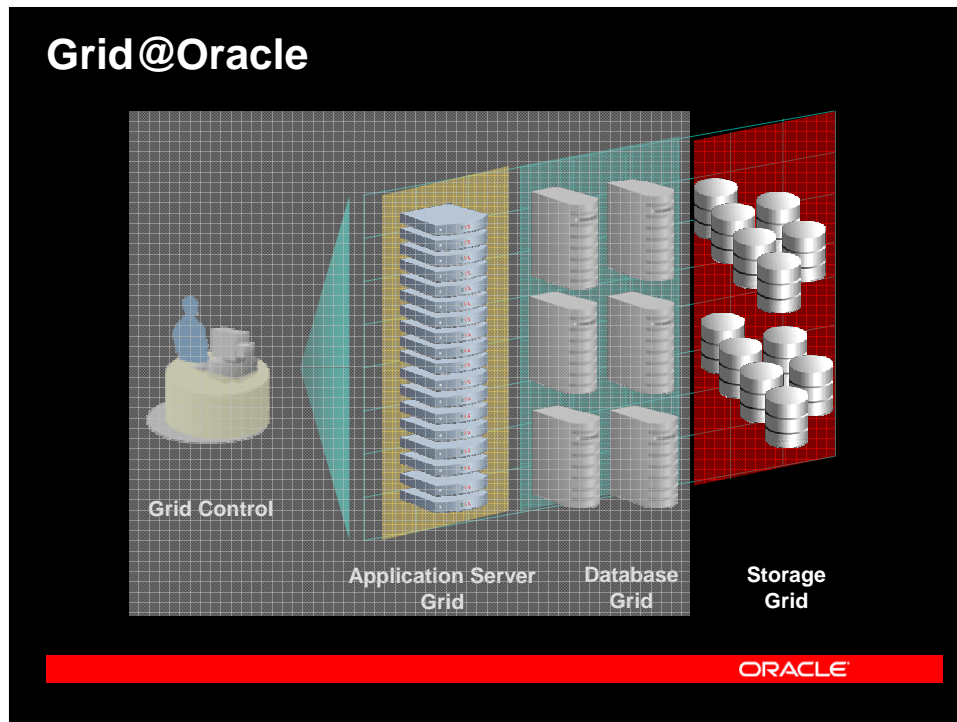 Grid@Oracle
Grid Control
Application Server
Grid
Database
Grid
Storage
Grid
ORACLE